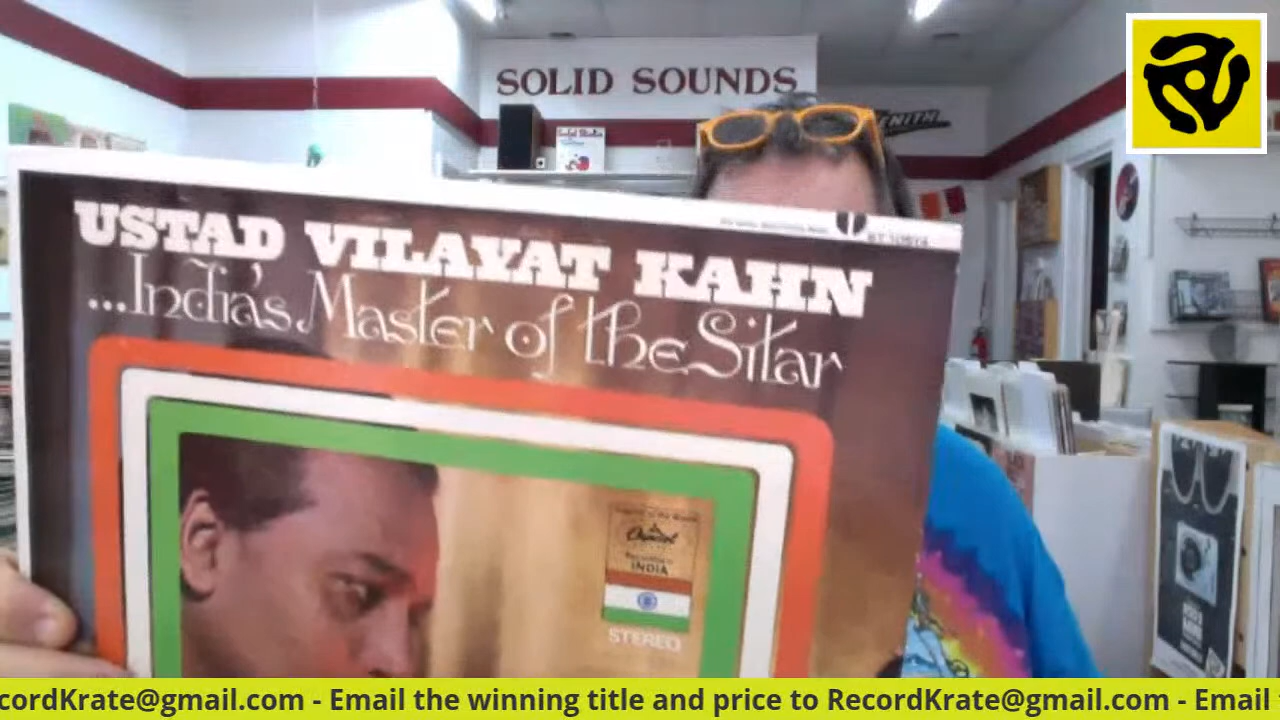 SOLID SOUNDS
ZENITH
USTAD VILAYAT KAHN
...India's Master of the Sitar
Capitol
INDIA
STEREO
cordKrate@gmail.com - Email the winning title and price to RecordKrate@gmail.com - Email